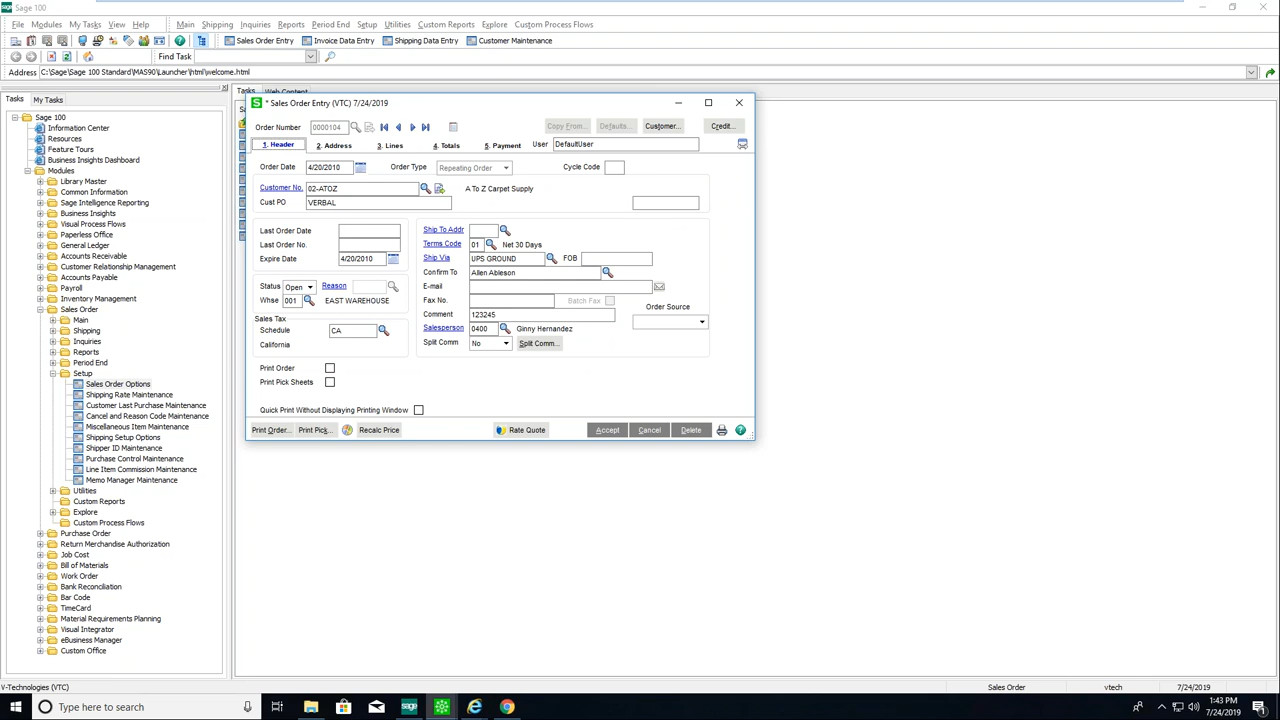 Sage 100
File Modules My Tasks View Help Main Shipping Inquiries Reports Period End Setup Utilities Custom Reports Explore Custom Process Flows
Sales Order Entry Invoice Data Entry Shipping Data Entry Customer Maintenance
Find Task
Address C:\Sage\Sage 100 Standard\MAS90\Launcher\html\welcome.html
Tasks My Tasks
Tasks Web Content
Sage 100
Information Center
Resources
Feature Tours
Business Insights Dashboard
Modules
Library Master
Common Information
Sage Intelligence Reporting
Business Insights
Visual Process Flows
Paperless Office
General Ledger
Accounts Receivable
Customer Relationship Management
Accounts Payable
Payroll
Inventory Management
Sales Order
Main
Shipping
Inquiries
Reports
Period End
Setup
Sales Order Options
Shipping Rate Maintenance
Customer Last Purchase Maintenance
Cancel and Reason Code Maintenance
Miscellaneous Item Maintenance
Shipping Setup Options
Shipper ID Maintenance
Purchase Control Maintenance
Line Item Commission Maintenance
Memo Manager Maintenance
Utilities
Custom Reports
Explore
Custom Process Flows
Purchase Order
Return Merchandise Authorization
Job Cost
Bill of Materials
Work Order
Bank Reconciliation
Bar Code
TimeCard
Material Requirements Planning
Visual Integrator
eBusiness Manager
Custom Office
* Sales Order Entry (VTC) 7/24/2019
Order Number 0000104 Copy From... Defaults... Customer... Credit...
1. Header 2. Address 3. Lines 4. Totals 5. Payment User DefaultUser
Order Date 4/20/2010 Order Type Repeating Order Cycle Code
Customer No. 02-ATOZ A To Z Carpet Supply
Cust PO VERBAL
Last Order Date
Last Order No.
Expire Date 4/20/2010
Status Open Reason
Whse 001 EAST WAREHOUSE
Sales Tax
Schedule CA
California
Ship To Addr
Terms Code 01 Net 30 Days
Ship Via UPS GROUND FOB
Confirm To Allen Ableson
E-mail
Fax No. Batch Fax
Order Source
Comment 123245
Salesperson 0400 Ginny Hernandez
Split Comm No Split Comm...
Print Order
Print Pick Sheets
Quick Print Without Displaying Printing Window
Print Order... Print Pick... Recalc Price Rate Quote Accept Cancel Delete
V-Technologies (VTC) Sales Order vtech 7/24/2019
Type here to search
1:43 PM
7/24/2019